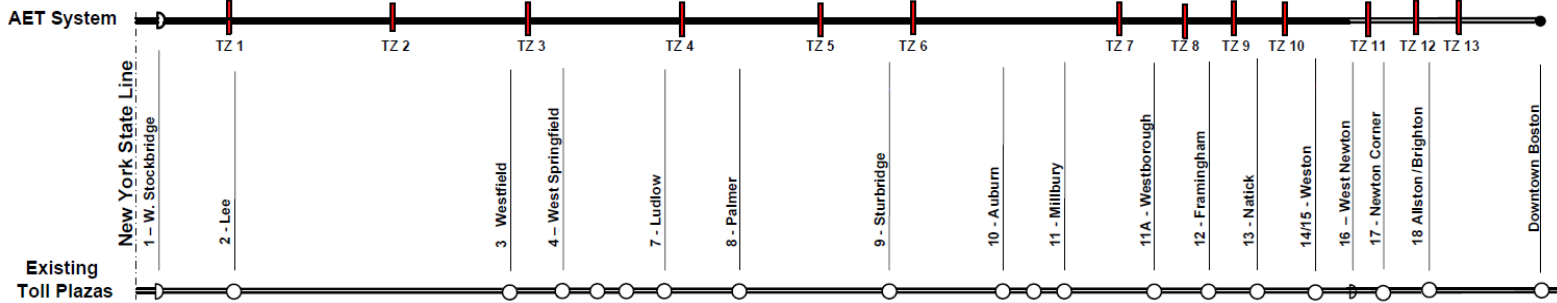 AET System
TZ 1
TZ 2
TZ 3
TZ 4
TZ 5
TZ 6
TZ 7
TZ 8
TZ 9
TZ 10
TZ 11
TZ 12
TZ 13
New York State Line
1 – W. Stockbridge
2 - Lee
3 Westfield
4 – West Springfield
7 - Ludlow
8 - Palmer
9 - Sturbridge
10 - Auburn
11 - Millbury
11A - Westborough
12 - Framingham
13 - Natick
14/15 - Weston
16 – West Newton
17 - Newton Corner
18 Allston/Brighton
Downtown Boston
Existing
Toll Plazas